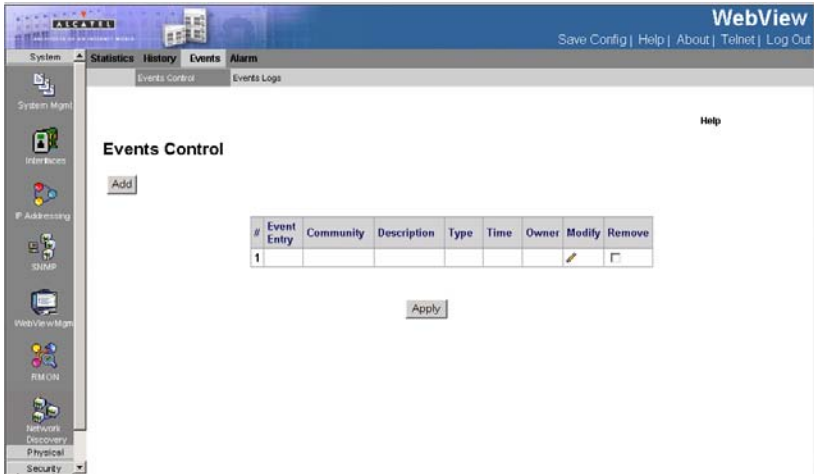 ALCATEL
WebView
Save Config | Help | About | Telnet | Log Out
System
Statistics History Events Alarm
Events Control Events Logs
System Mgmt
Help
Interfaces
Events Control
Add
IP Addressing
# Event Entry Community Description Type Time Owner Modify Remove
1
SNMP
Apply
WebViewMgm
RMON
Network
Discovery
Physical
Security